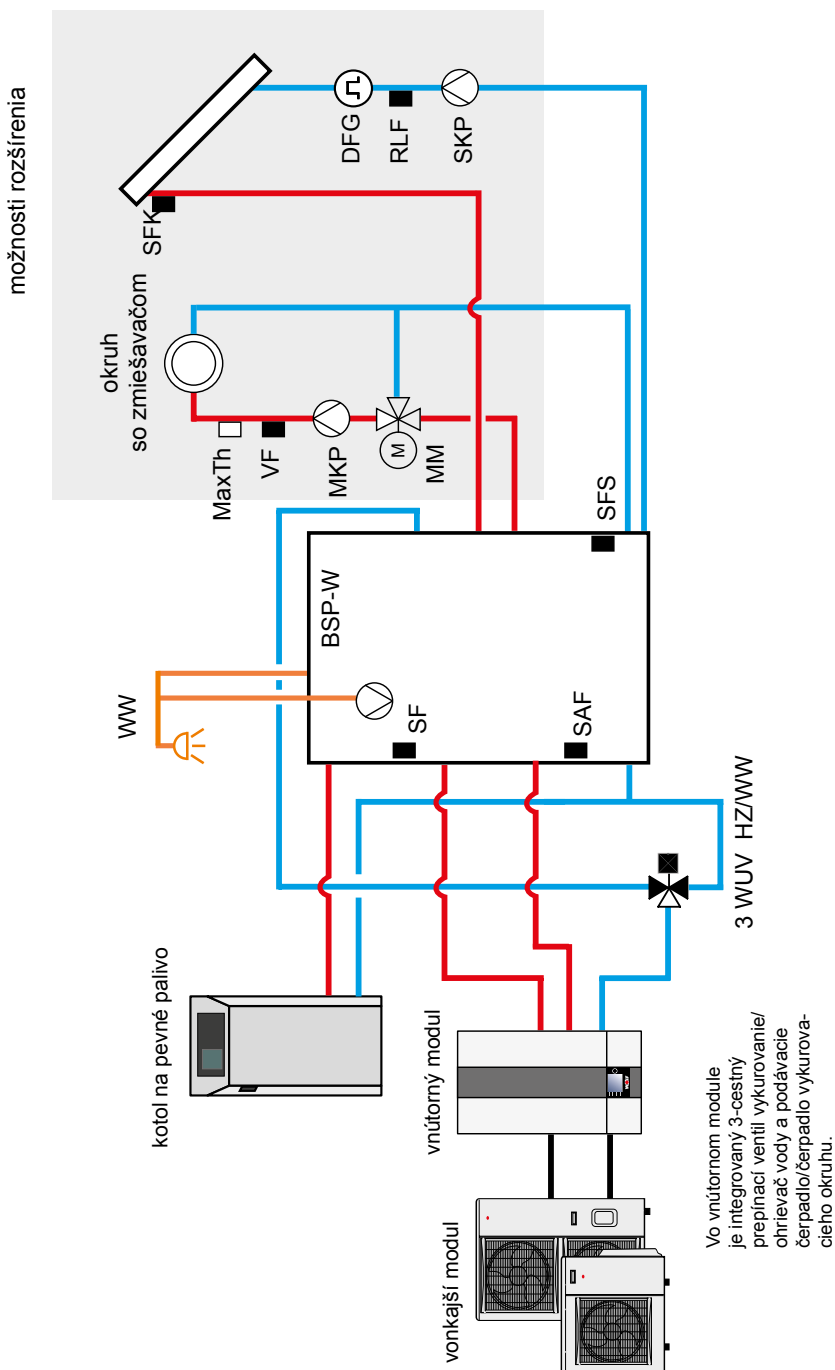 možnosti rozšírenia
DFG
RLF
SKP
SFK
okruh
so zmiešavačom
MaxTh
VF
MKP
M
MM
SFS
BSP-W
WW
SF
SAF
3 WUV HZ/WW
kotol na pevné palivo
vnútorný modul
vonkajší modul
Vo vnútornom module
je integrovaný 3-cestný
prepínací ventil vykurovanie/
ohrievač vody a podávacie
čerpadlo/čerpadlo vykurova-
cieho okruhu.